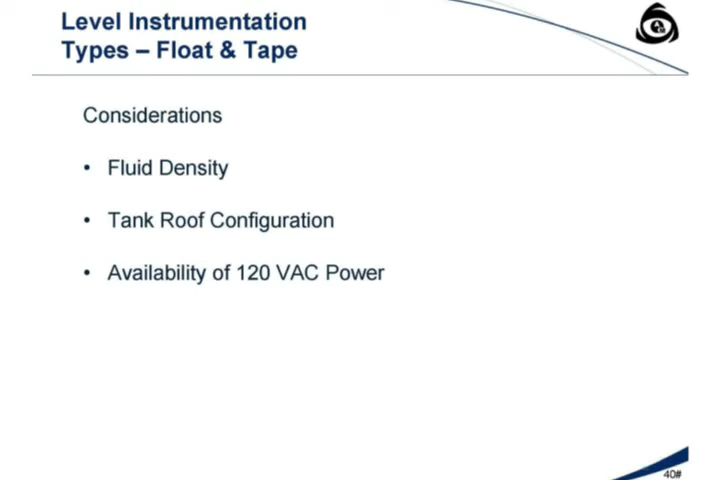 Level Instrumentation
Types – Float & Tape
Considerations
• Fluid Density
• Tank Roof Configuration
• Availability of 120 VAC Power
40#